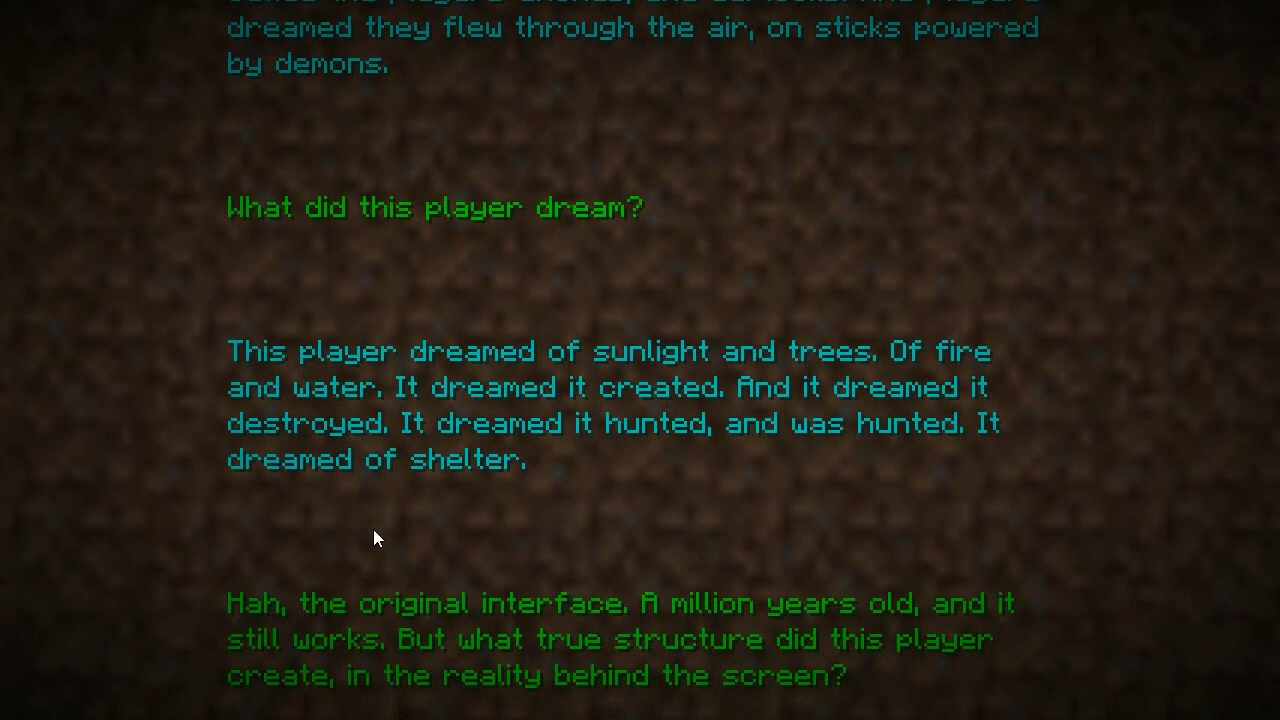 dreamed they flew through the air, on sticks powered
by demons.
What did this player dream?
This player dreamed of sunlight and trees. Of fire
and water. It dreamed it created. And it dreamed it
destroyed. It dreamed it hunted, and was hunted. It
dreamed of shelter.
Hah, the original interface. A million years old, and it
still works. But what true structure did this player
create, in the reality behind the screen?